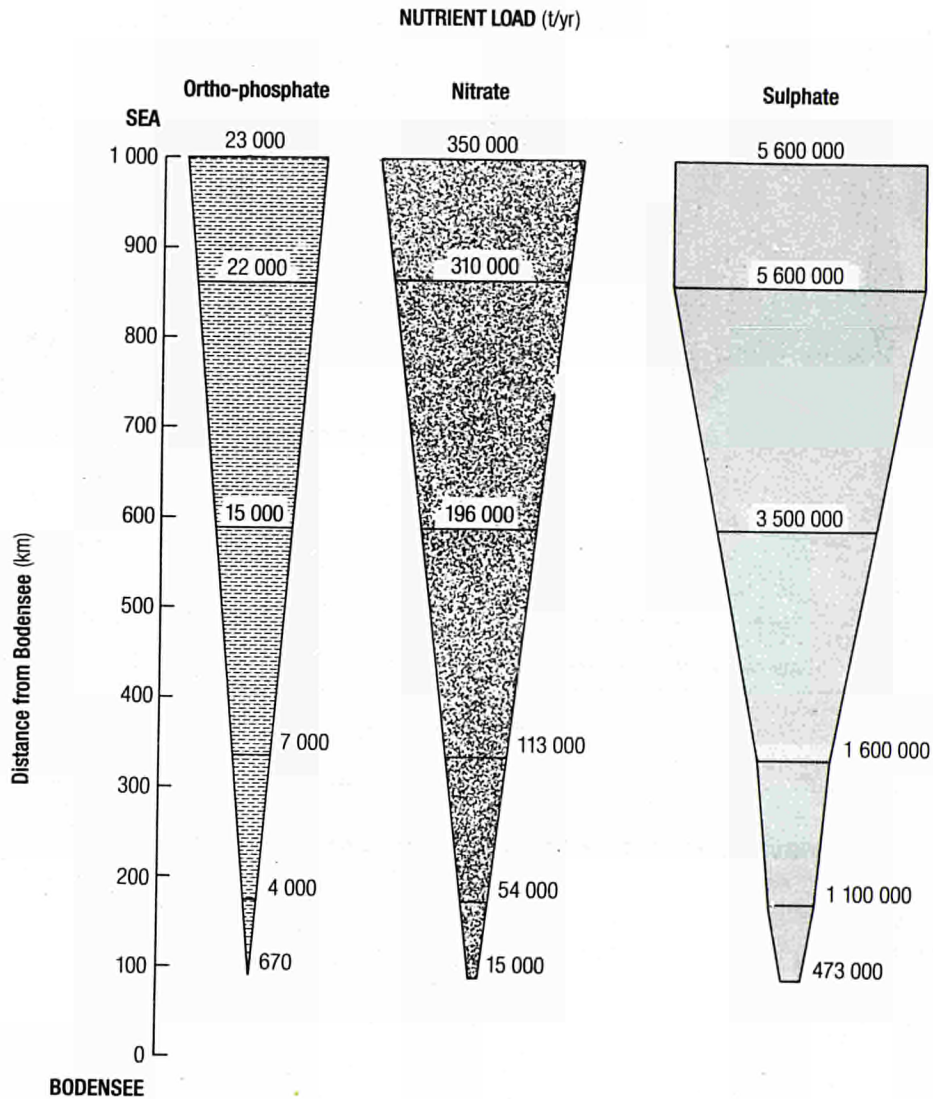 NUTRIENT LOAD (t/yr)
Ortho-phosphate
Nitrate
Sulphate
SEA
23 000
350 000
5 600 000
1 000
900
22 000
310 000
5 600 000
800
700
600
15 000
196 000
3 500 000
500
400
7 000
113 000
1 600 000
300
200
4 000
54 000
1 100 000
100
670
15 000
473 000
0
Distance from Bodensee (km)
BODENSEE